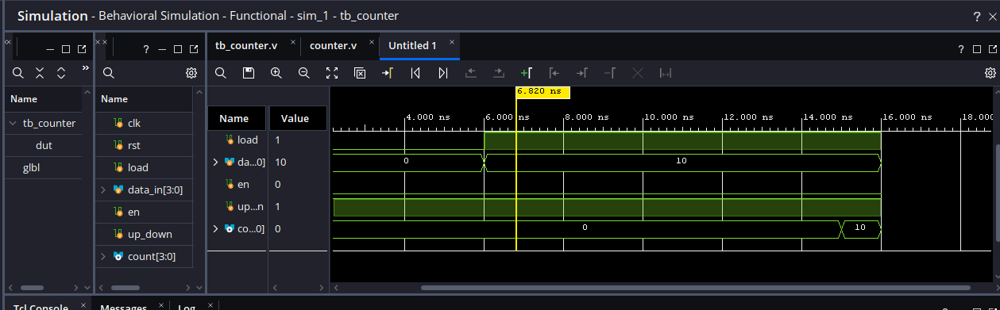 Simulation - Behavioral Simulation - Functional - sim_1 - tb_counter
tb_counter.v
counter.v
Untitled 1
Name
tb_counter
dut
glbl
Name
clk
rst
load
data_in[3:0]
en
up_down
count[3:0]
Name Value
load 1
da...0] 10
en 0
up...n 1
co...0] 0
6.820 ns
4.000 ns 6.000 ns 8.000 ns 10.000 ns 12.000 ns 14.000 ns 16.000 ns 18.000
0 10
0 10
Tcl Console Messages Log